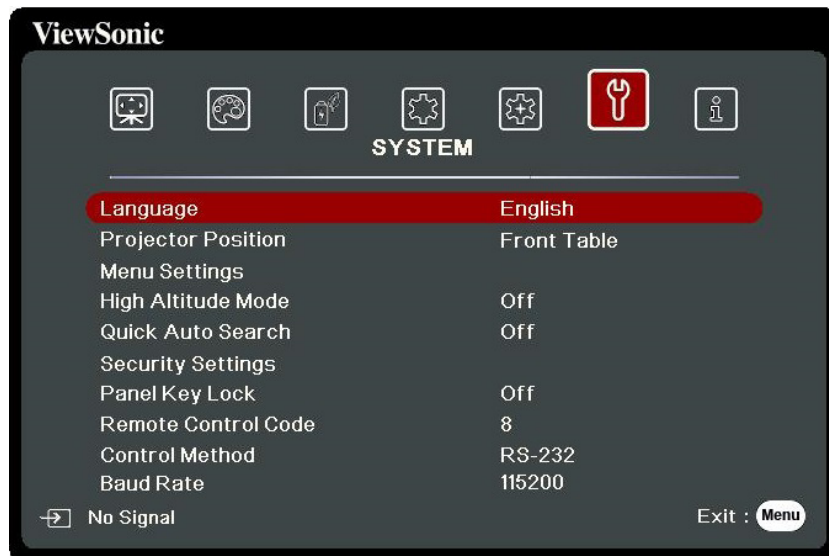 ViewSonic
SYSTEM
Language English
Projector Position Front Table
Menu Settings
High Altitude Mode Off
Quick Auto Search Off
Security Settings
Panel Key Lock Off
Remote Control Code 8
Control Method RS-232
Baud Rate 115200
No Signal Exit : Menu